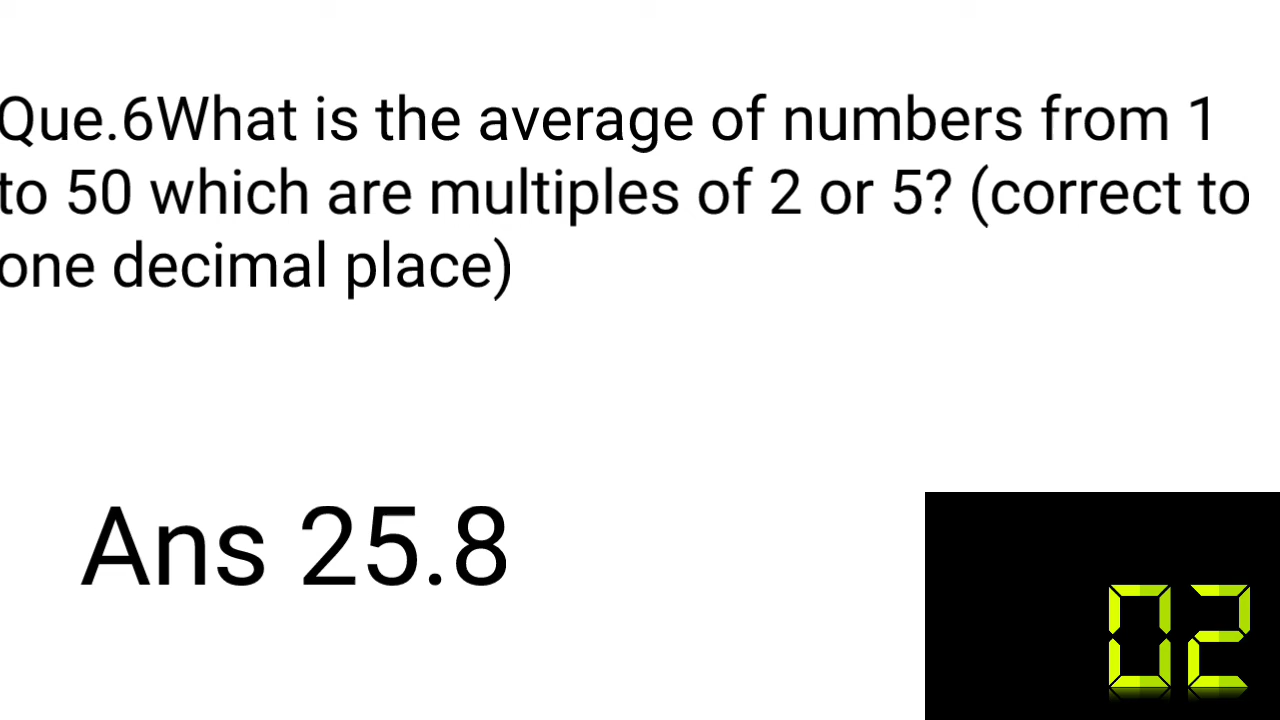 Que.6What is the average of numbers from 1
to 50 which are multiples of 2 or 5? (correct to
one decimal place)
Ans 25.8
02